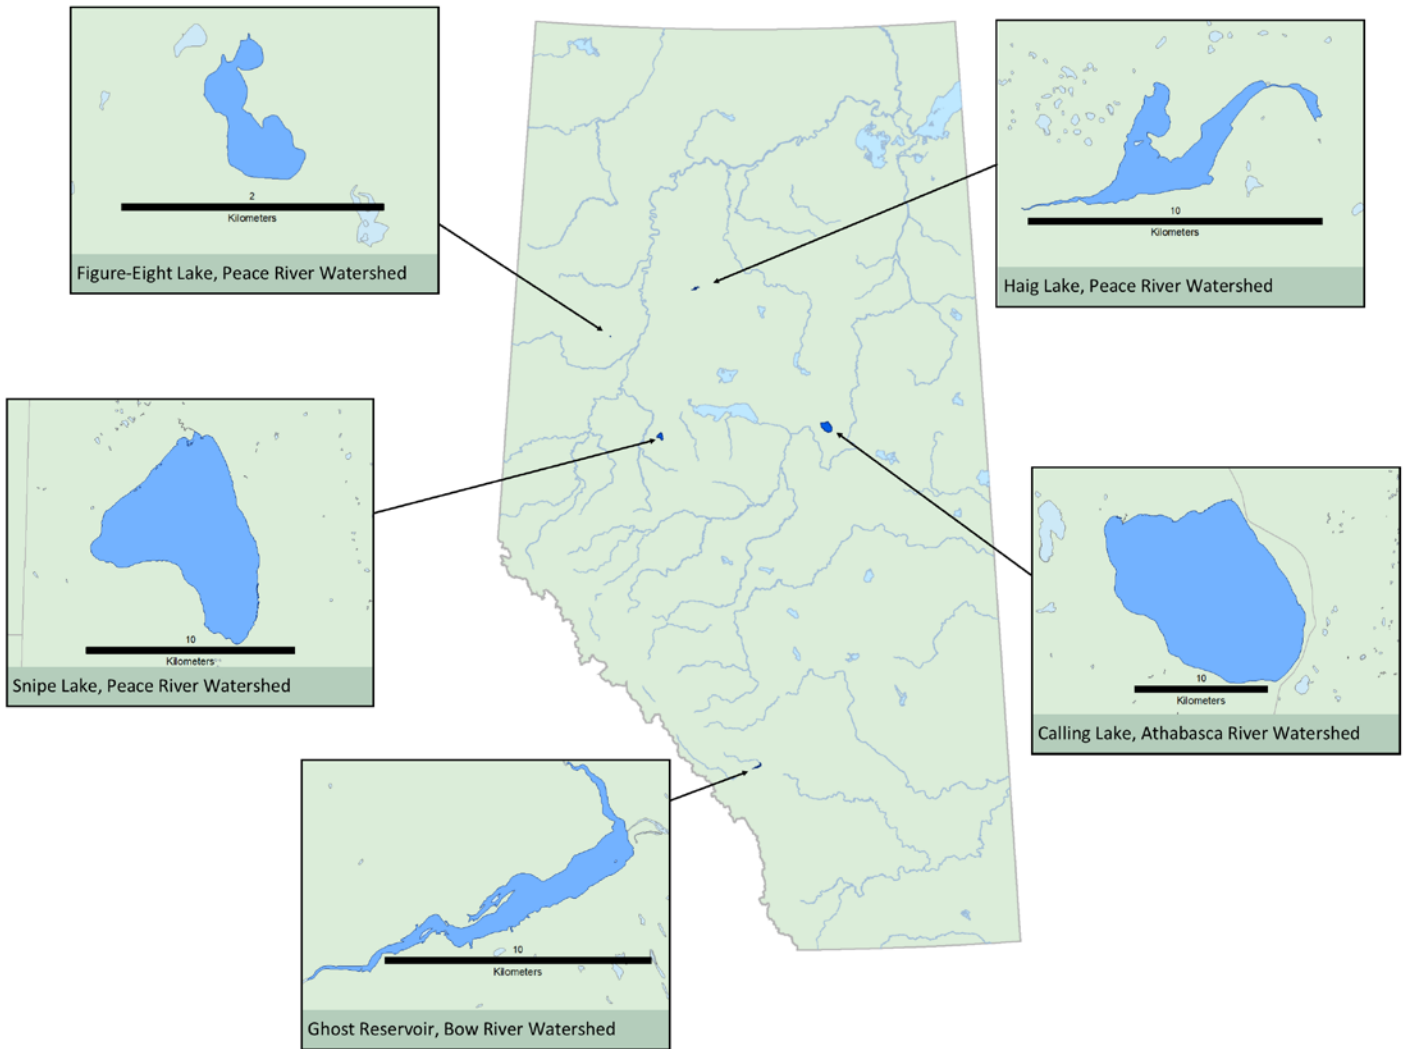 2
Kilometers
Figure-Eight Lake, Peace River Watershed
10
Kilometers
Haig Lake, Peace River Watershed
10
Kilometers
Snipe Lake, Peace River Watershed
10
Kilometers
Calling Lake, Athabasca River Watershed
10
Kilometers
Ghost Reservoir, Bow River Watershed